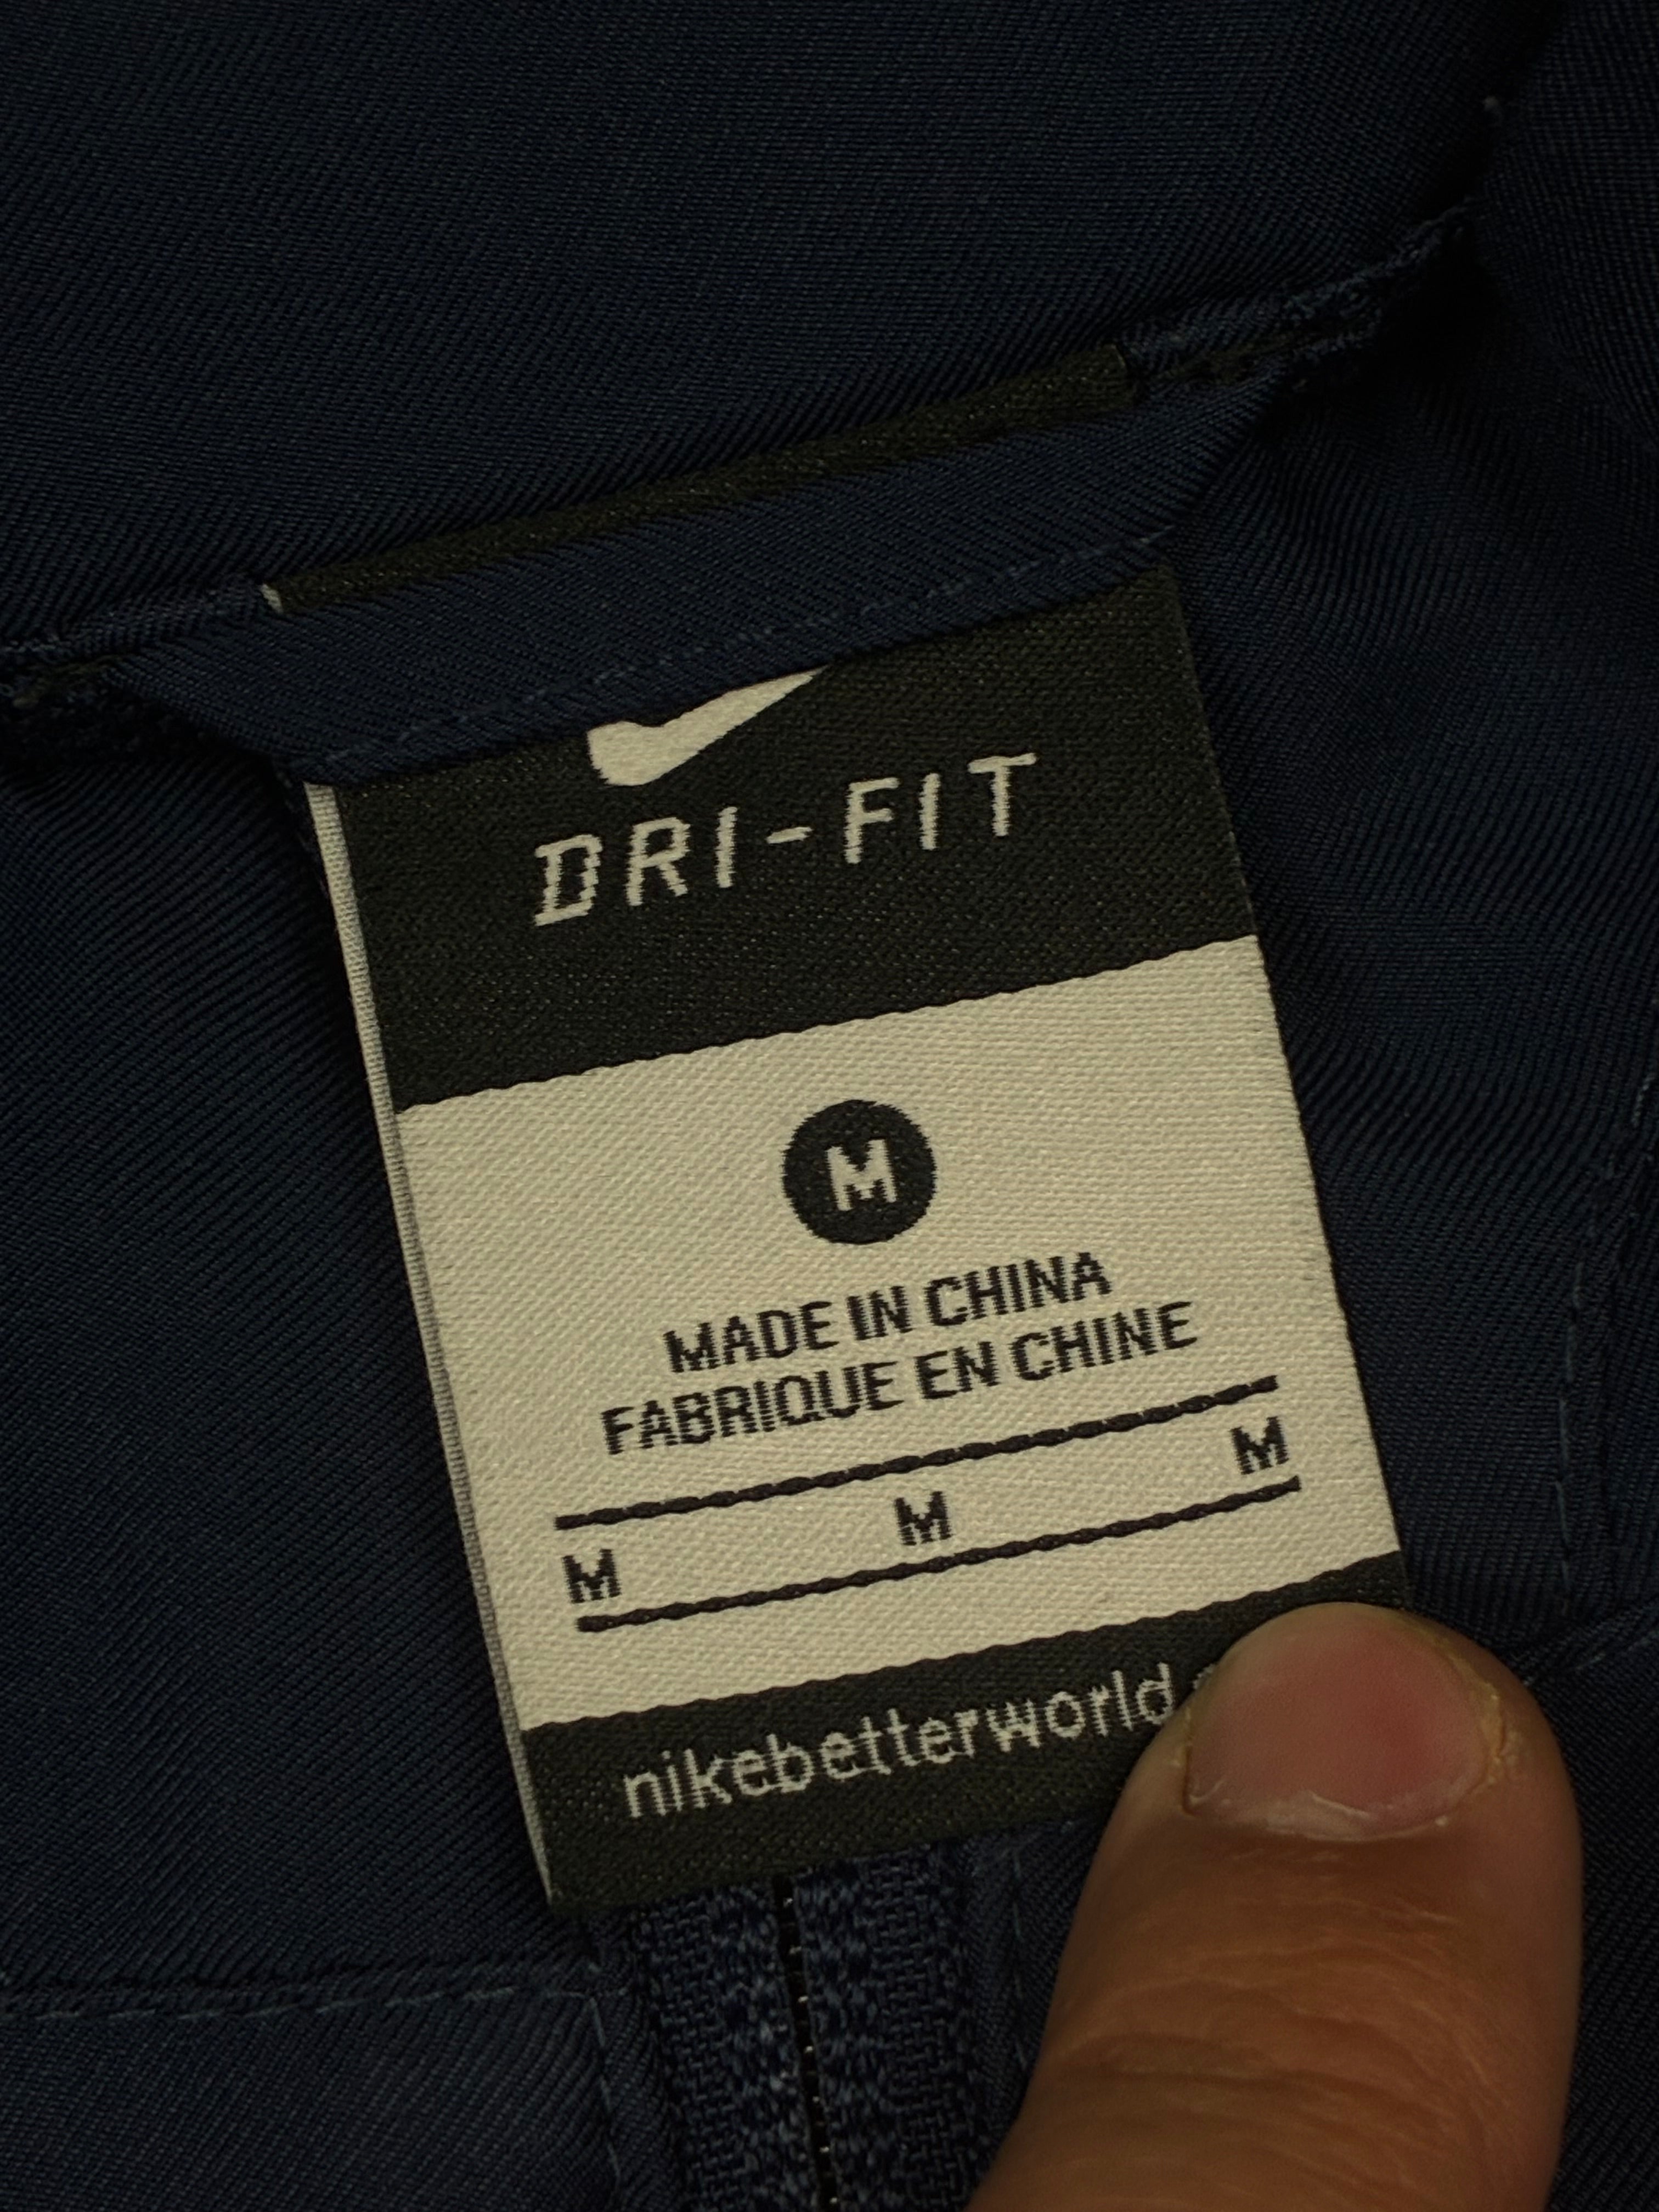 DRI-FIT
M
MADE IN CHINA
FABRIQUE EN CHINE
M M M
nikebetterworld